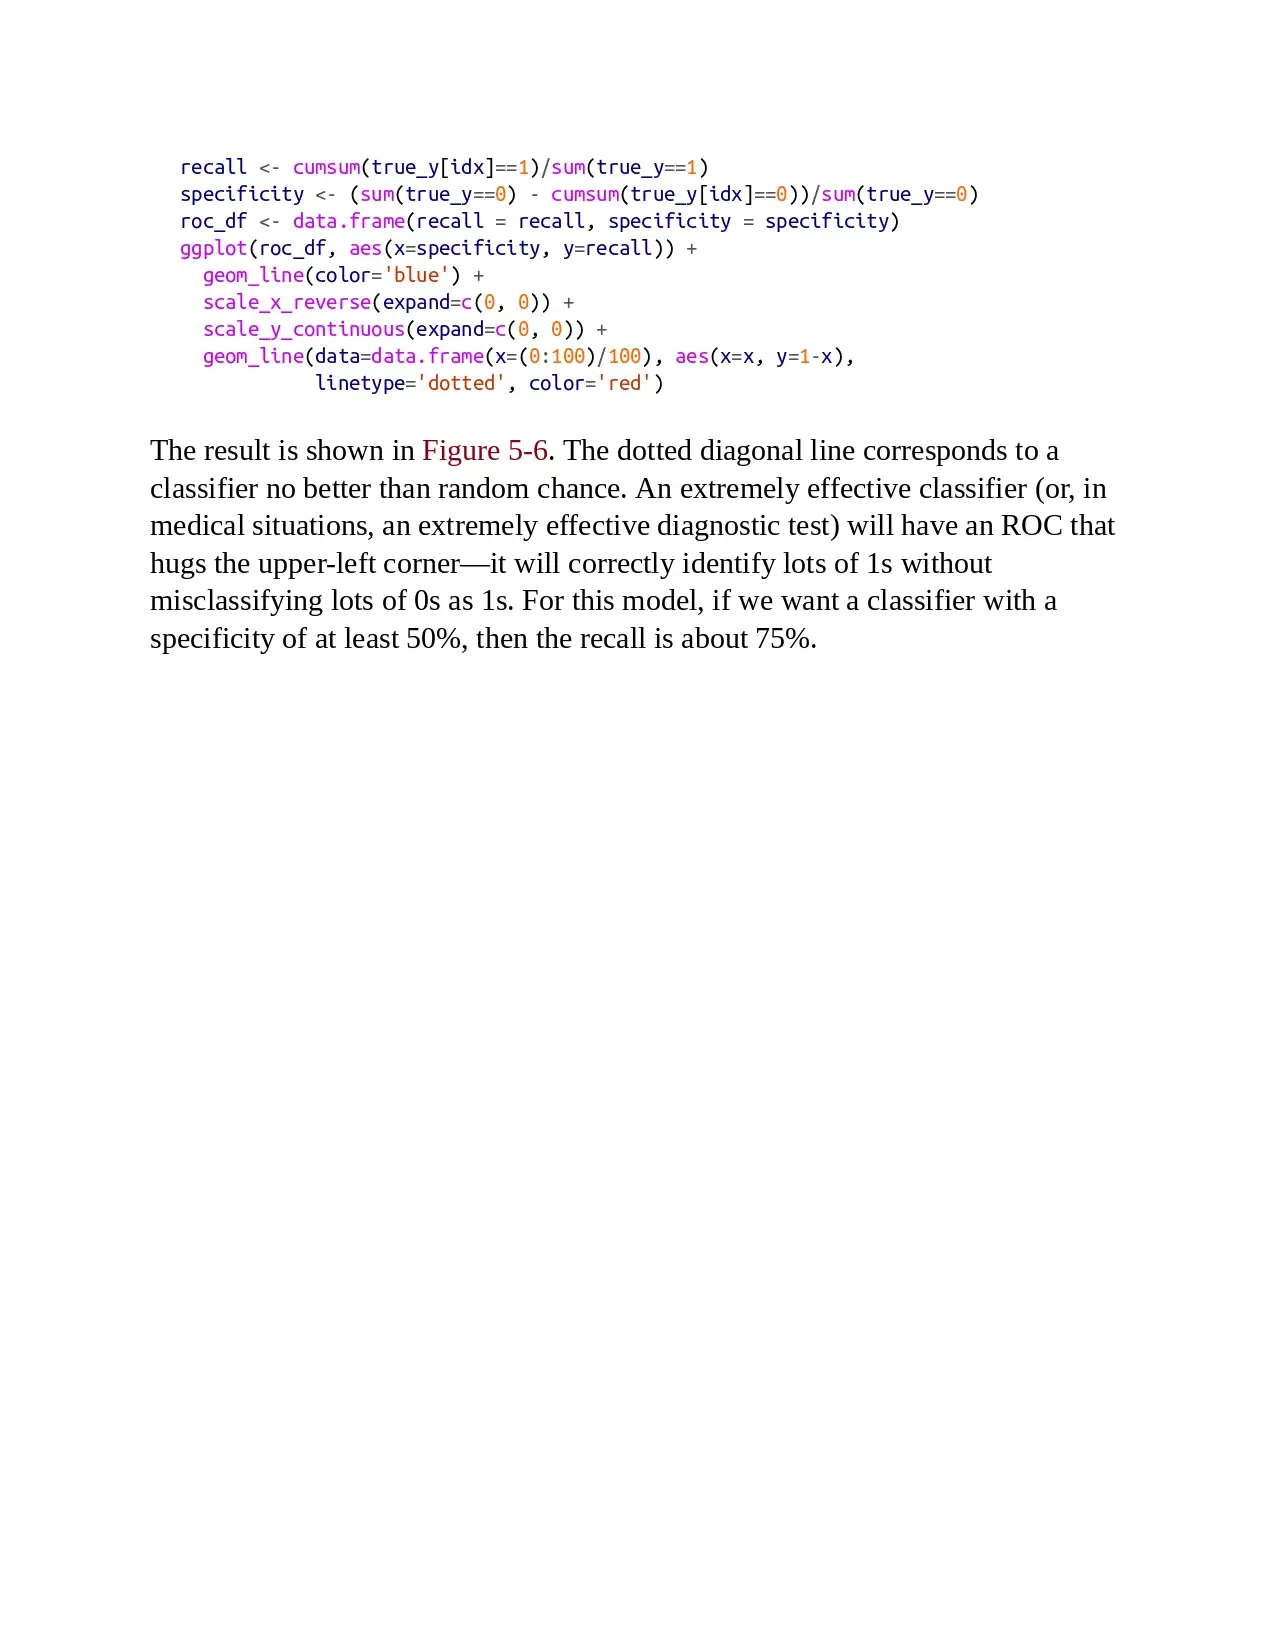 recall <- cumsum(true_y[idx]==1)/sum(true_y==1)
specificity <- (sum(true_y==0) - cumsum(true_y[idx]==0))/sum(true_y==0)
roc_df <- data.frame(recall = recall, specificity = specificity)
ggplot(roc_df, aes(x=specificity, y=recall)) +
  geom_line(color='blue') +
  scale_x_reverse(expand=c(0, 0)) +
  scale_y_continuous(expand=c(0, 0)) +
  geom_line(data=data.frame(x=(0:100)/100), aes(x=x, y=1-x),
            linetype='dotted', color='red')
The result is shown in Figure 5-6. The dotted diagonal line corresponds to a
classifier no better than random chance. An extremely effective classifier (or, in
medical situations, an extremely effective diagnostic test) will have an ROC that
hugs the upper-left corner—it will correctly identify lots of 1s without
misclassifying lots of 0s as 1s. For this model, if we want a classifier with a
specificity of at least 50%, then the recall is about 75%.